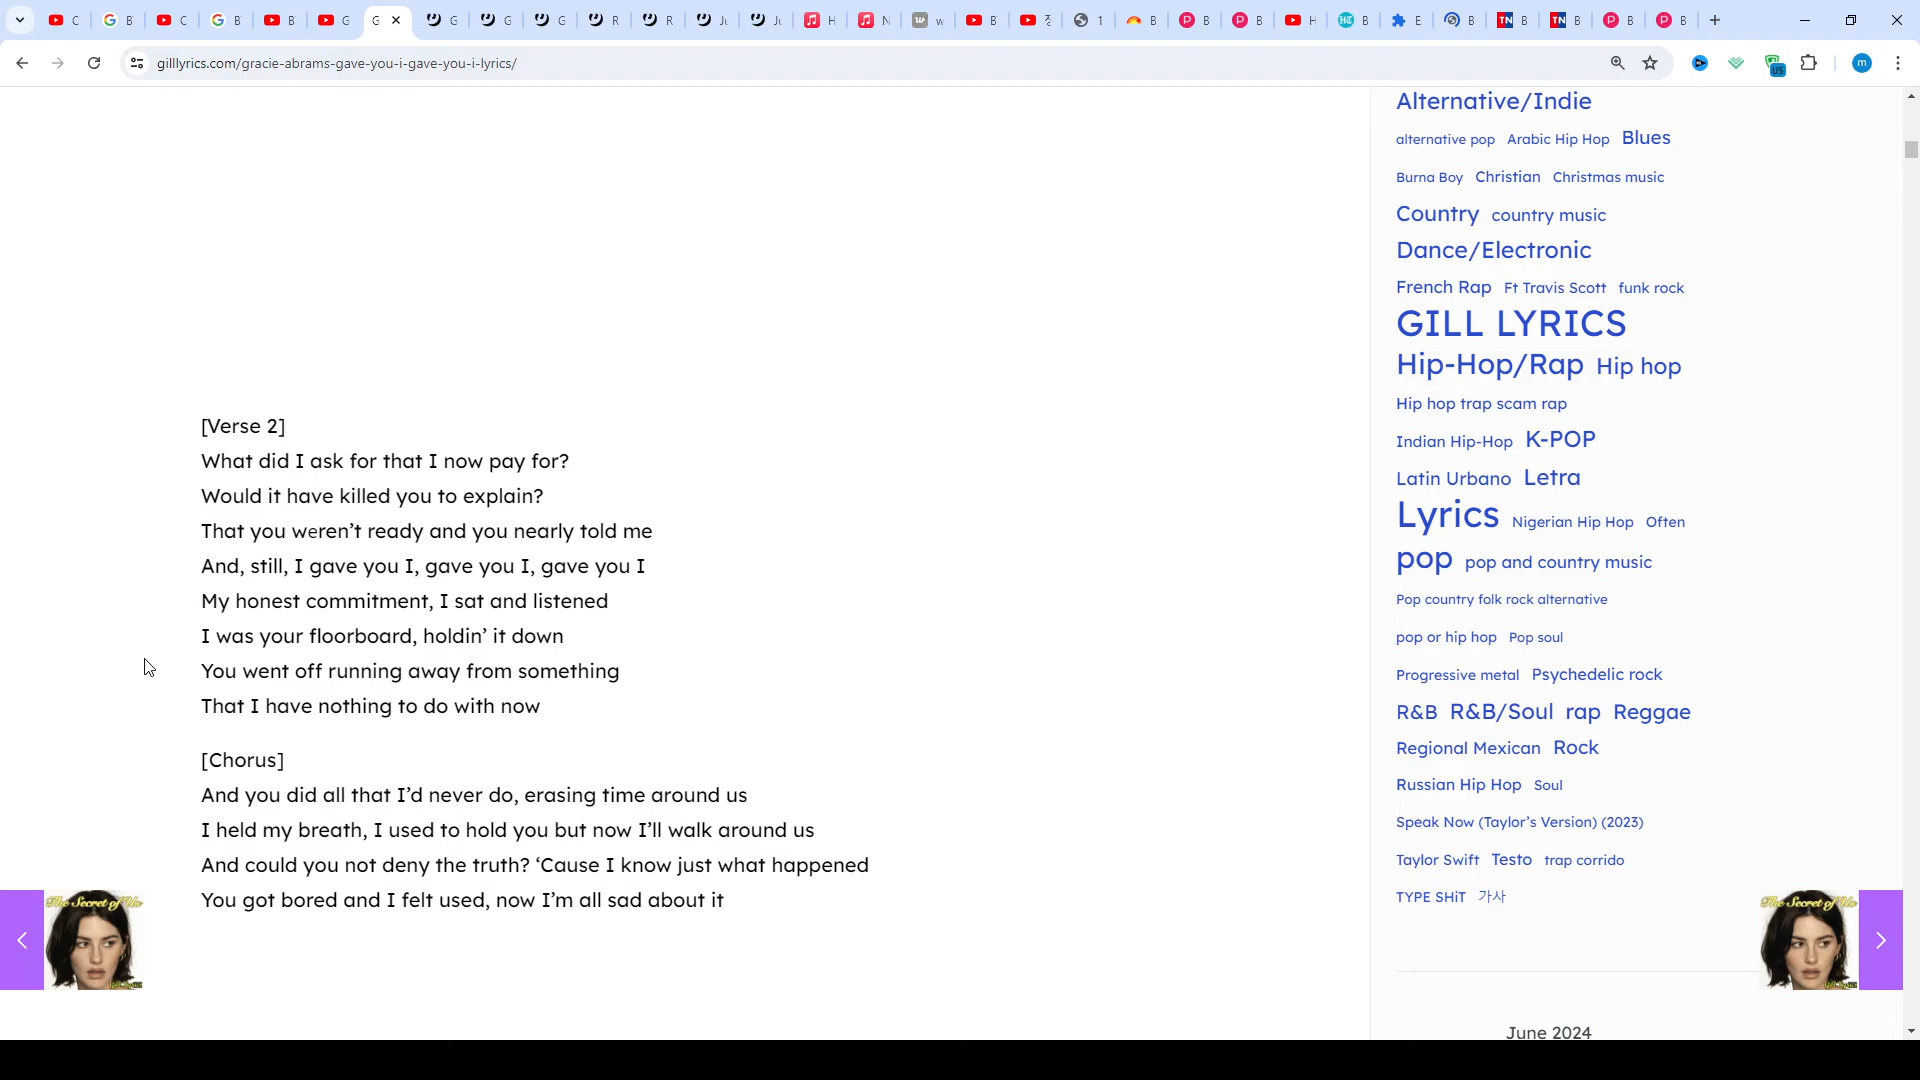 C
B
C
B
B
G
G
G
G
G
R
R
H
N
w
B
1
B
B
B
H
B
E
B
B
B
B
B
gilllyrics.com/gracie-abrams-gave-you-i-gave-you-i-lyrics/
US
m
[Verse 2]
What did I ask for that I now pay for?
Would it have killed you to explain?
That you weren’t ready and you nearly told me
And, still, I gave you I, gave you I, gave you I
My honest commitment, I sat and listened
I was your floorboard, holdin’ it down
You went off running away from something
That I have nothing to do with now
[Chorus]
And you did all that I’d never do, erasing time around us
I held my breath, I used to hold you but now I’ll walk around us
And could you not deny the truth? ‘Cause I know just what happened
You got bored and I felt used, now I’m all sad about it
Alternative/Indie
alternative pop Arabic Hip Hop Blues
Burna Boy Christian Christmas music
Country country music
Dance/Electronic
French Rap Ft Travis Scott funk rock
GILL LYRICS
Hip-Hop/Rap Hip hop
Hip hop trap scam rap
Indian Hip-Hop K-POP
Latin Urbano Letra
Lyrics Nigerian Hip Hop Often
pop pop and country music
Pop country folk rock alternative
pop or hip hop Pop soul
Progressive metal Psychedelic rock
R&B R&B/Soul rap Reggae
Regional Mexican Rock
Russian Hip Hop Soul
Speak Now (Taylor’s Version) (2023)
Taylor Swift Testo trap corrido
TYPE SHiT 가사
June 2024
The Secret of Us
The Secret of Us